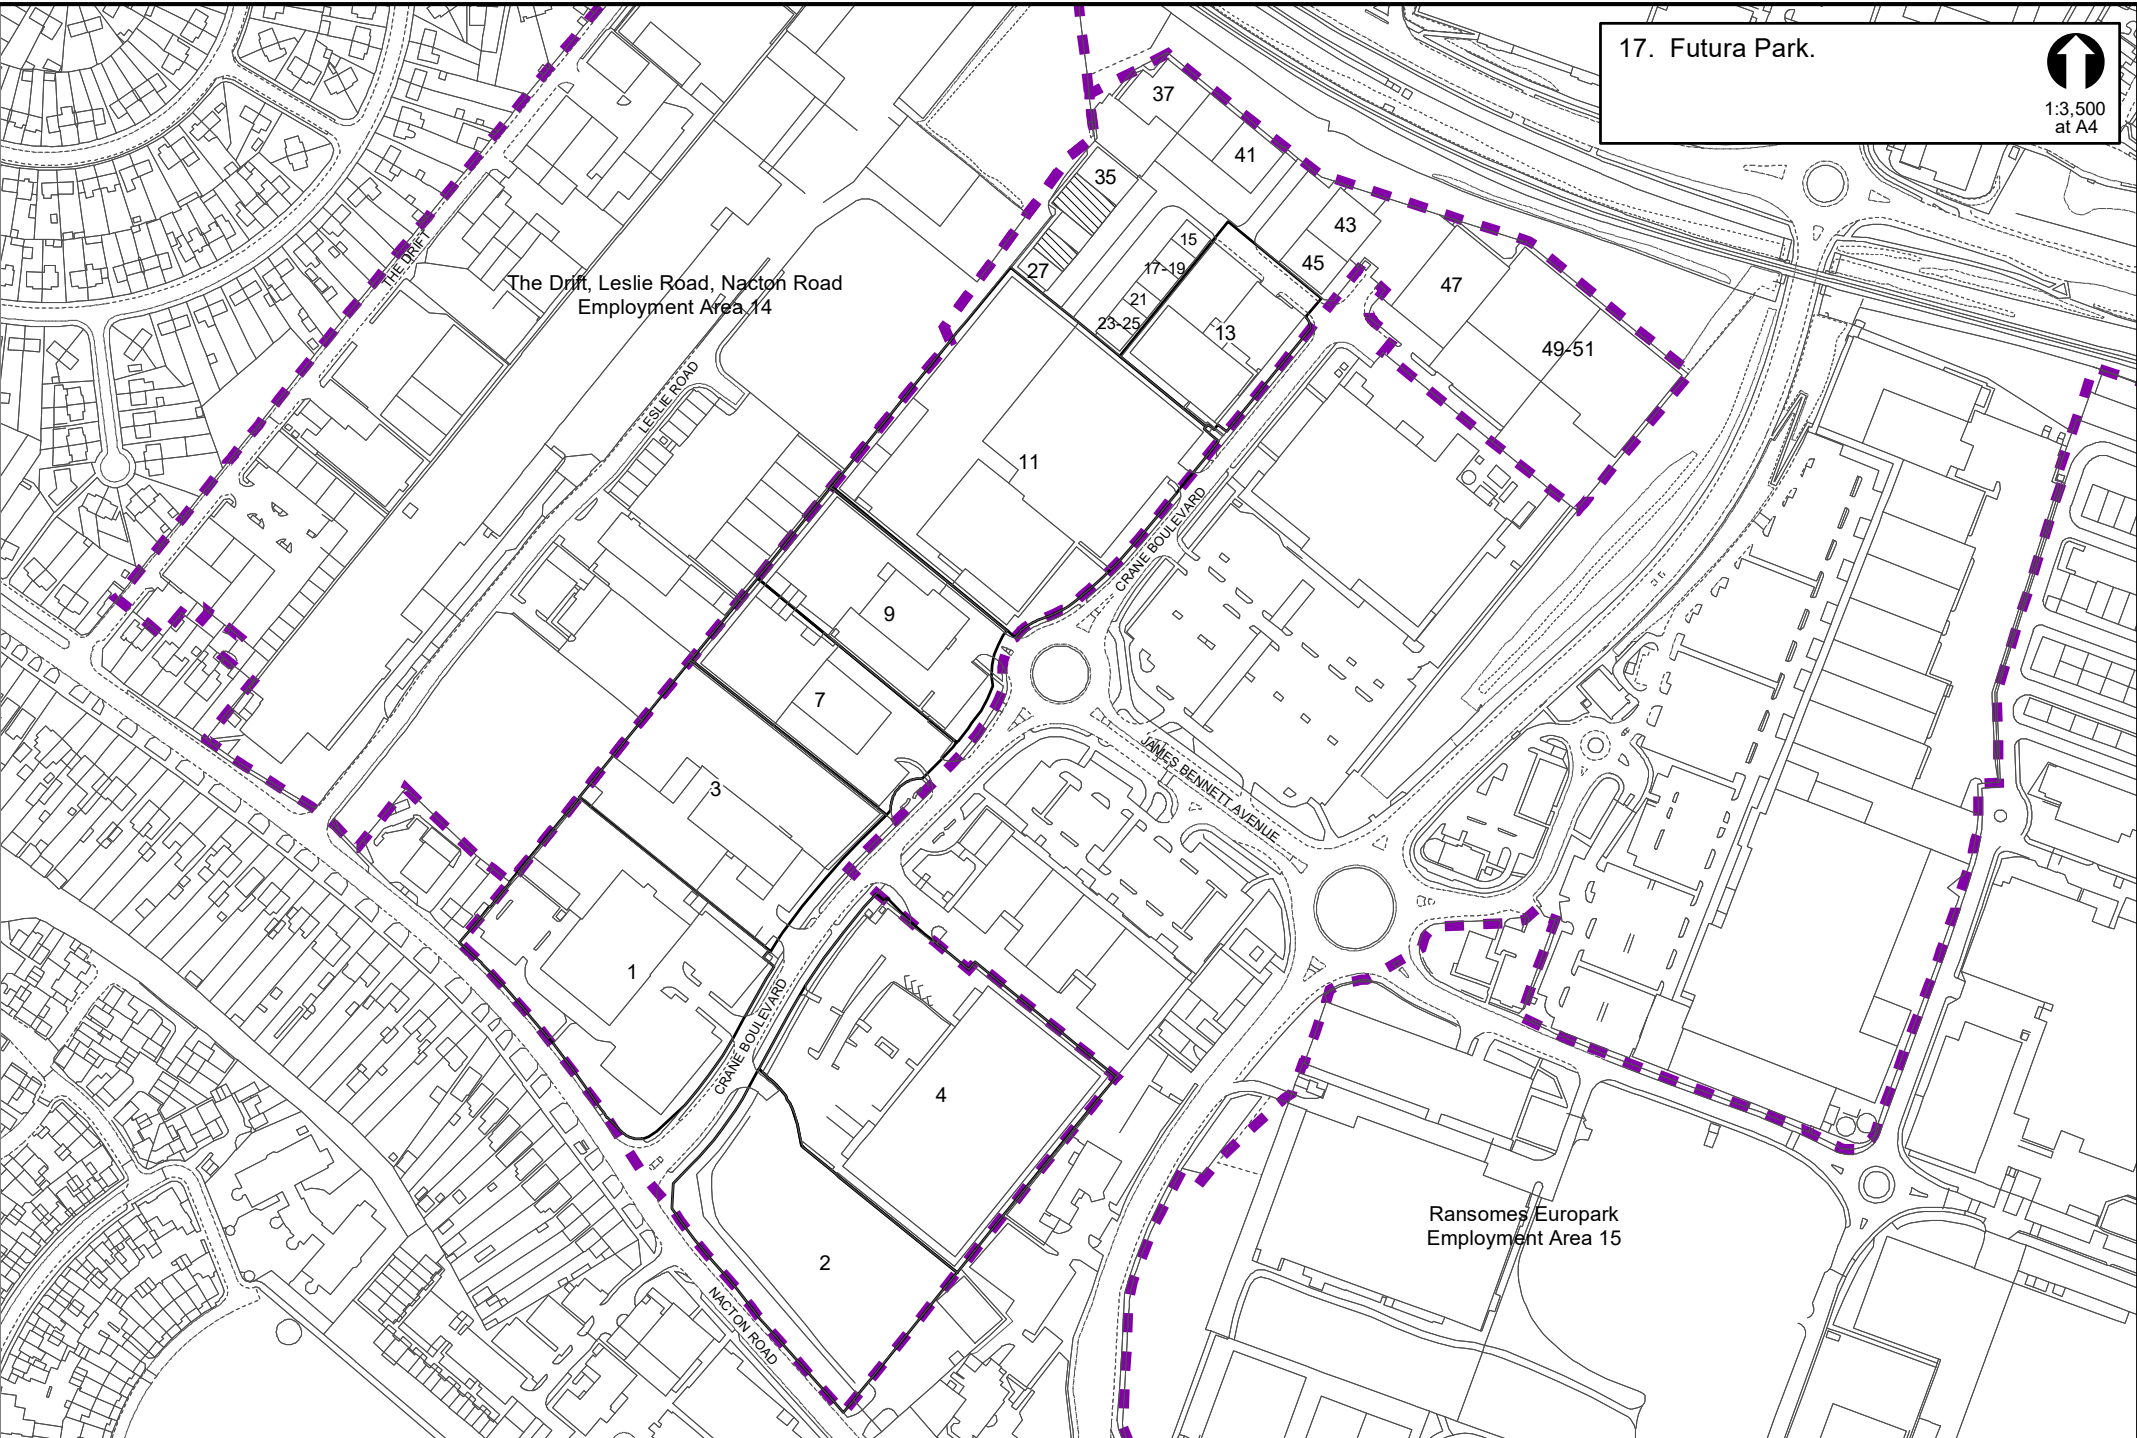 17. Futura Park.
1:3,500
at A4
37
41
35
43
15
THE DRIFT
17-19
45
27
The Drift, Leslie Road, Nacton Road
Employment Area 14
47
21
23-25
13
49-51
LESLIE ROAD
11
CRANE BOULEVARD
9
7
JAMES BENNETT AVENUE
3
1
CRANE BOULEVARD
4
Ransomes Europark
Employment Area 15
2
NACTON ROAD